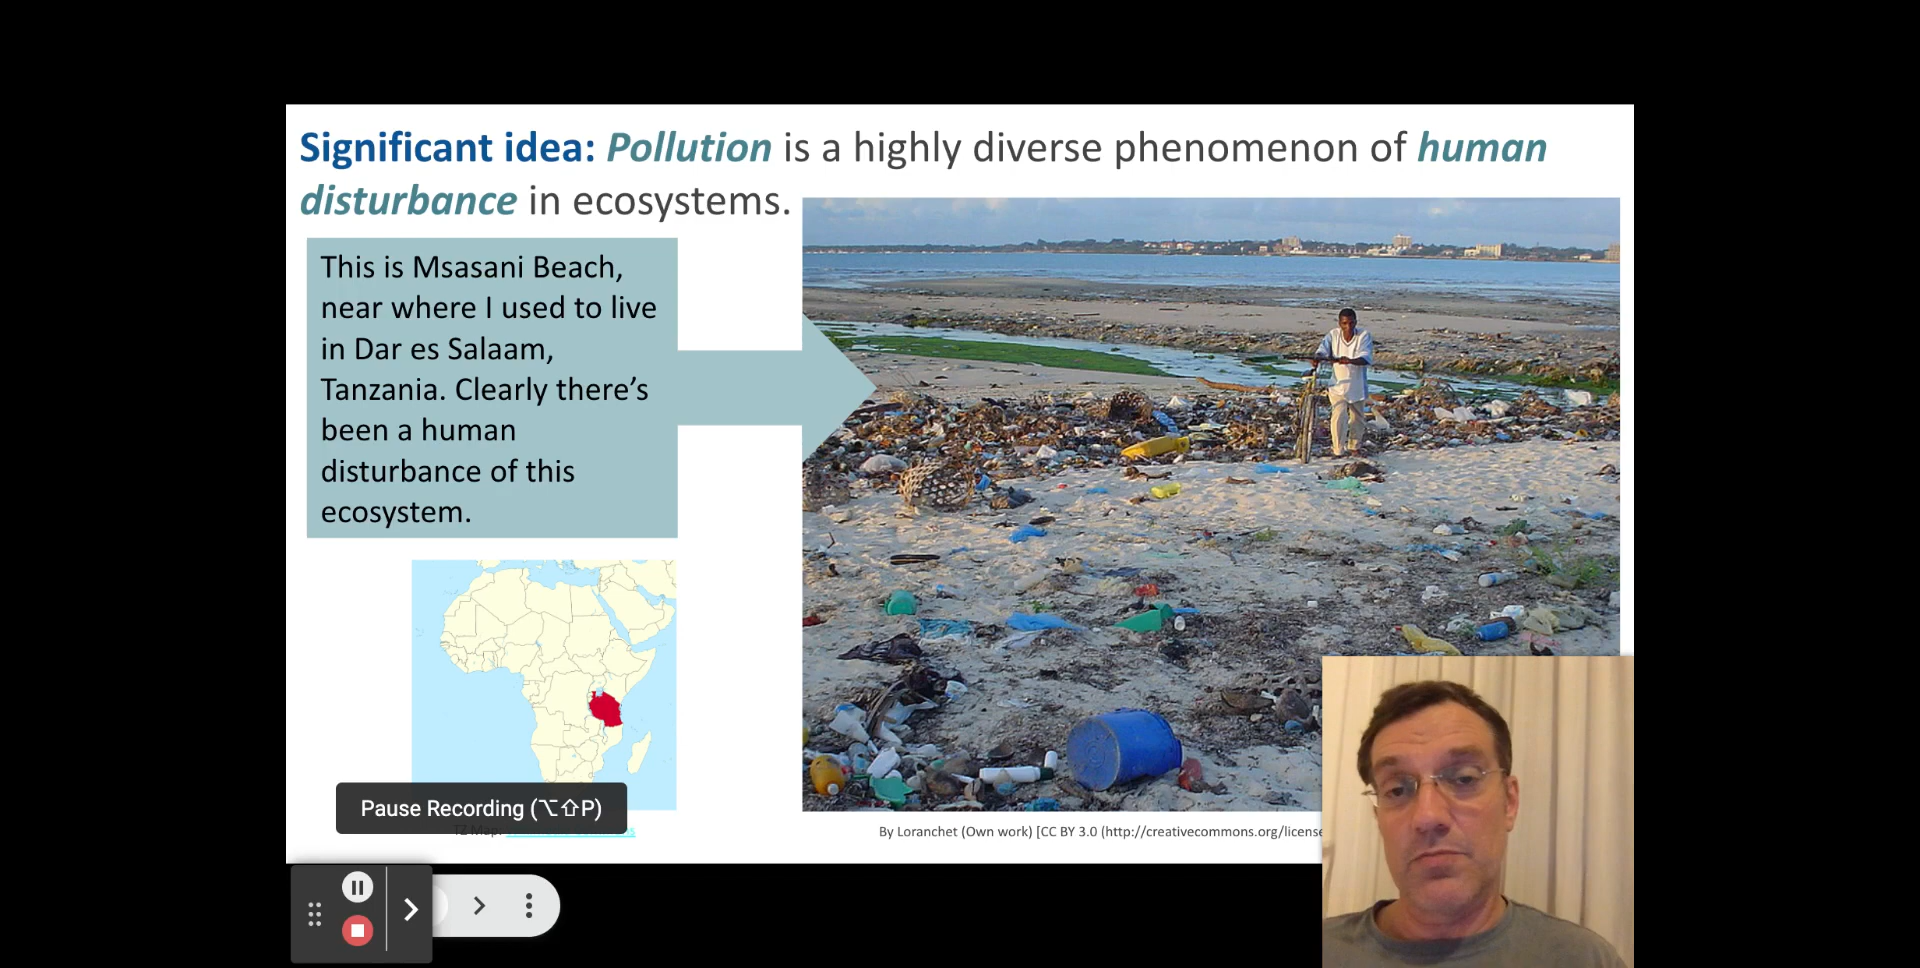 Significant idea: Pollution is a highly diverse phenomenon of human
disturbance in ecosystems.
This is Msasani Beach,
near where I used to live
in Dar es Salaam,
Tanzania. Clearly there’s
been a human
disturbance of this
ecosystem.
Pause Recording (⌥⇧P)
TZ Map:
By Loranchet (Own work) [CC BY 3.0 (http://creativecommons.org/license